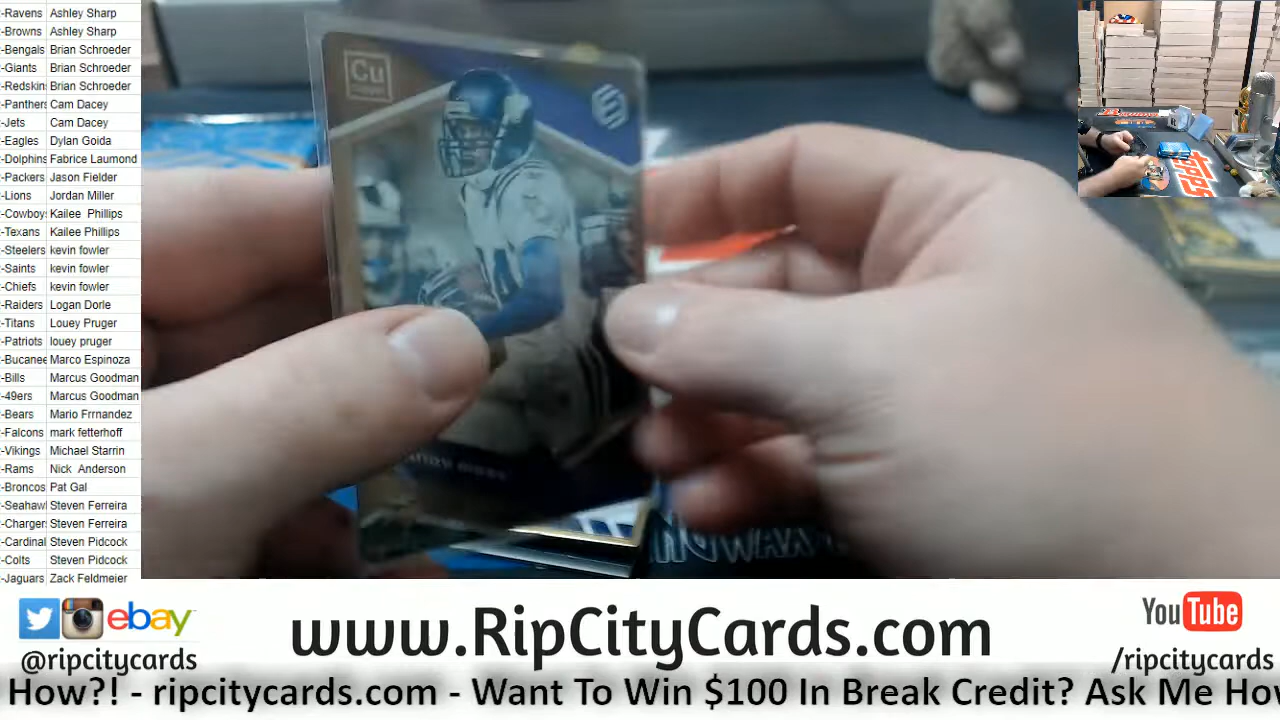 -Ravens Ashley Sharp
-Browns Ashley Sharp
-Bengals Brian Schroeder
-Giants Brian Schroeder
-Redskin Brian Schroeder
-Panthers Cam Dacey
-Jets Cam Dacey
-Eagles Dylan Goida
-Dolphins Fabrice Laumond
-Packers Jason Fielder
-Lions Jordan Miller
-Cowboys Kailee Phillips
-Texans Kailee Phillips
-Steelers kevin fowler
-Saints kevin fowler
-Chiefs kevin fowler
-Raiders Logan Dorle
-Titans Louey Pruger
-Patriots louey pruger
-Bucanee Marco Espinoza
-Bills Marcus Goodman
-49ers Marcus Goodman
-Bears Mario Frrnandez
-Falcons mark fetterhoff
-Vikings Michael Starrin
-Rams Nick Anderson
-Broncos Pat Gal
-Seahaw Steven Ferreira
-Charger Steven Ferreira
-Cardinal Steven Pidcock
-Colts Steven Pidcock
-Jaguars Zack Feldmeier
Cu
Topps
ebay
@ripcitycards
www.RipCityCards.com
YouTube
/ripcitycards
How?! - ripcitycards.com - Want To Win $100 In Break Credit? Ask Me How